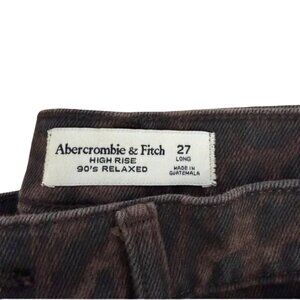 Abercrombie & Fitch 27
HIGH RISE LONG
90's RELAXED MADE IN
GUATEMALA